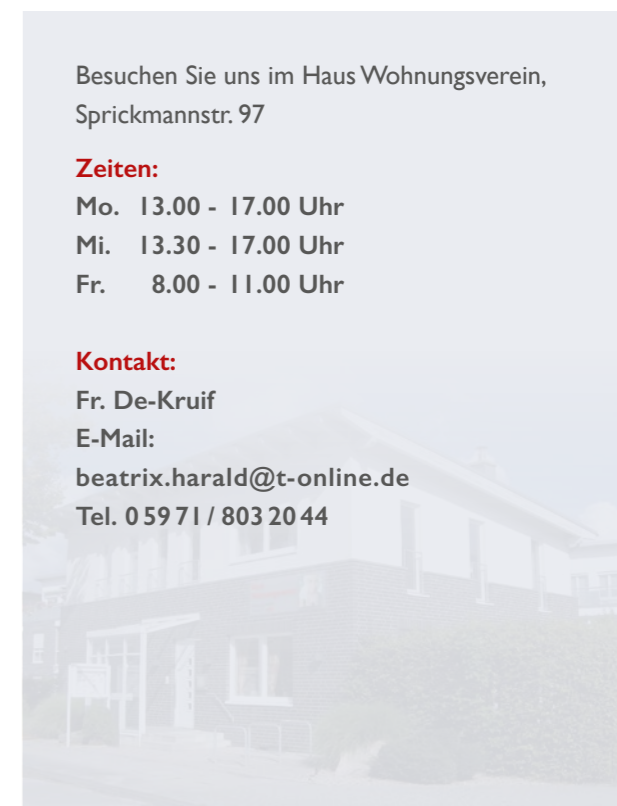 Besuchen Sie uns im Haus Wohnungsverein,
Sprickmannstr. 97
Zeiten:
Mo. 13.00 - 17.00 Uhr
Mi. 13.30 - 17.00 Uhr
Fr. 8.00 - 11.00 Uhr
Kontakt:
Fr. De-Kruif
E-Mail:
beatrix.harald@t-online.de
Tel. 0 59 71 / 803 20 44